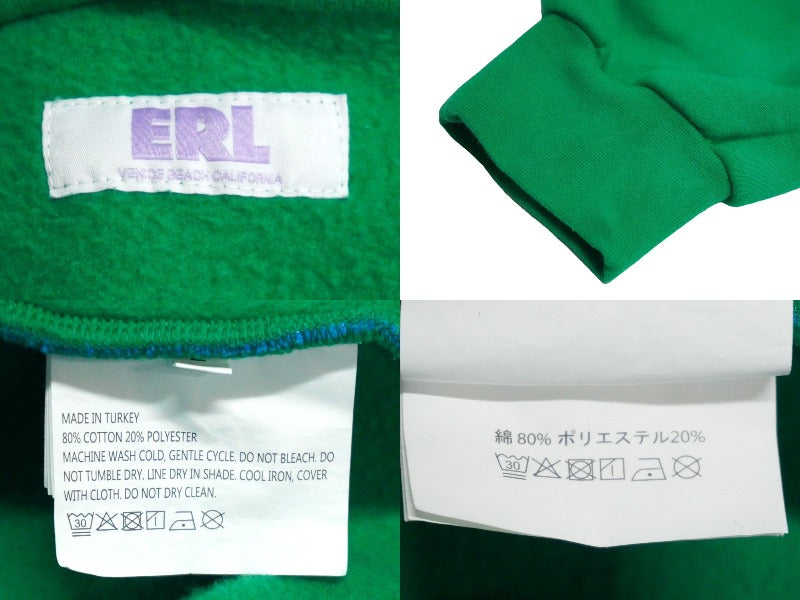 ERL
VENICE BEACH CALIFORNIA
MADE IN TURKEY
80% COTTON 20% POLYESTER
MACHINE WASH COLD, GENTLE CYCLE. DO NOT BLEACH. DO
NOT TUMBLE DRY. LINE DRY IN SHADE. COOL IRON, COVER
WITH CLOTH. DO NOT DRY CLEAN.
30
綿 80% ポリエステル20%
30